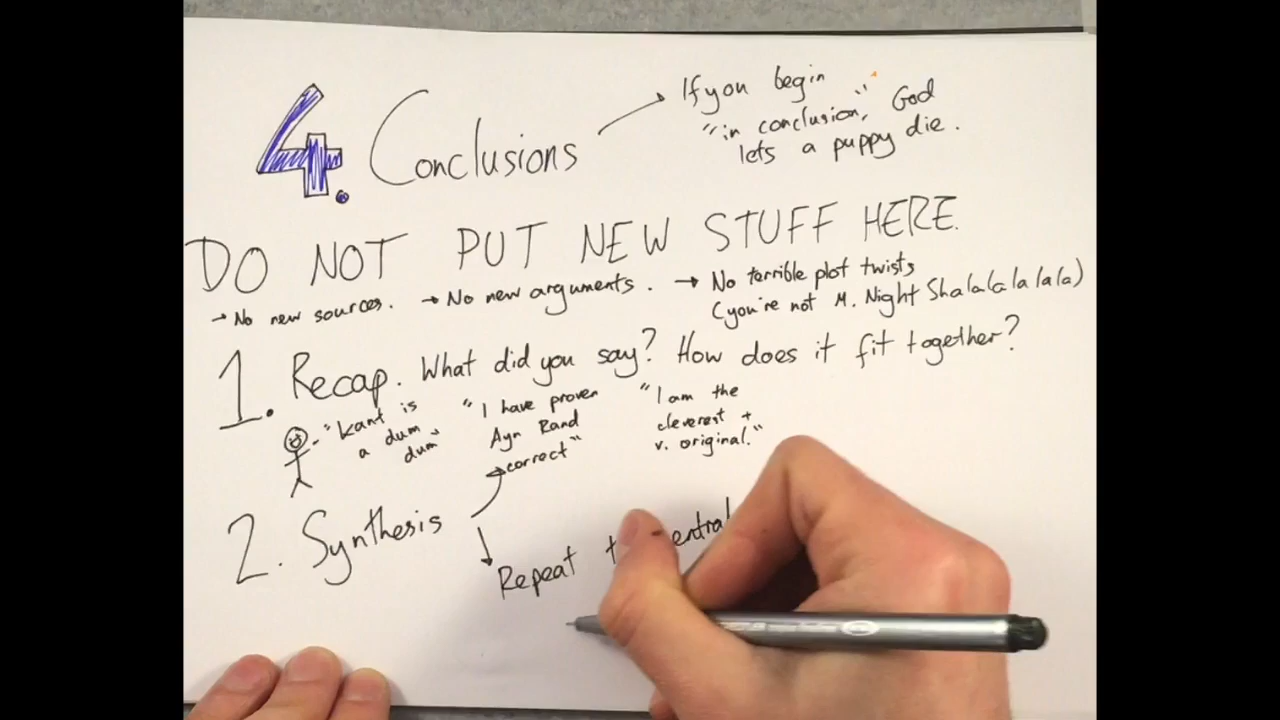 4. Conclusions
→ If you begin
"in conclusion," God
lets a puppy die.
DO NOT PUT NEW STUFF HERE.
→ No new sources. → No new arguments. → No terrible plot twists
(you're not M. Night Shalalalalala)
1. Recap. What did you say? How does it fit together?
- "Kant is
a dum
dum"
"I have proven
Ayn Rand
correct"
"I am the
cleverest +
v. original."
2. Synthesis
Repeat